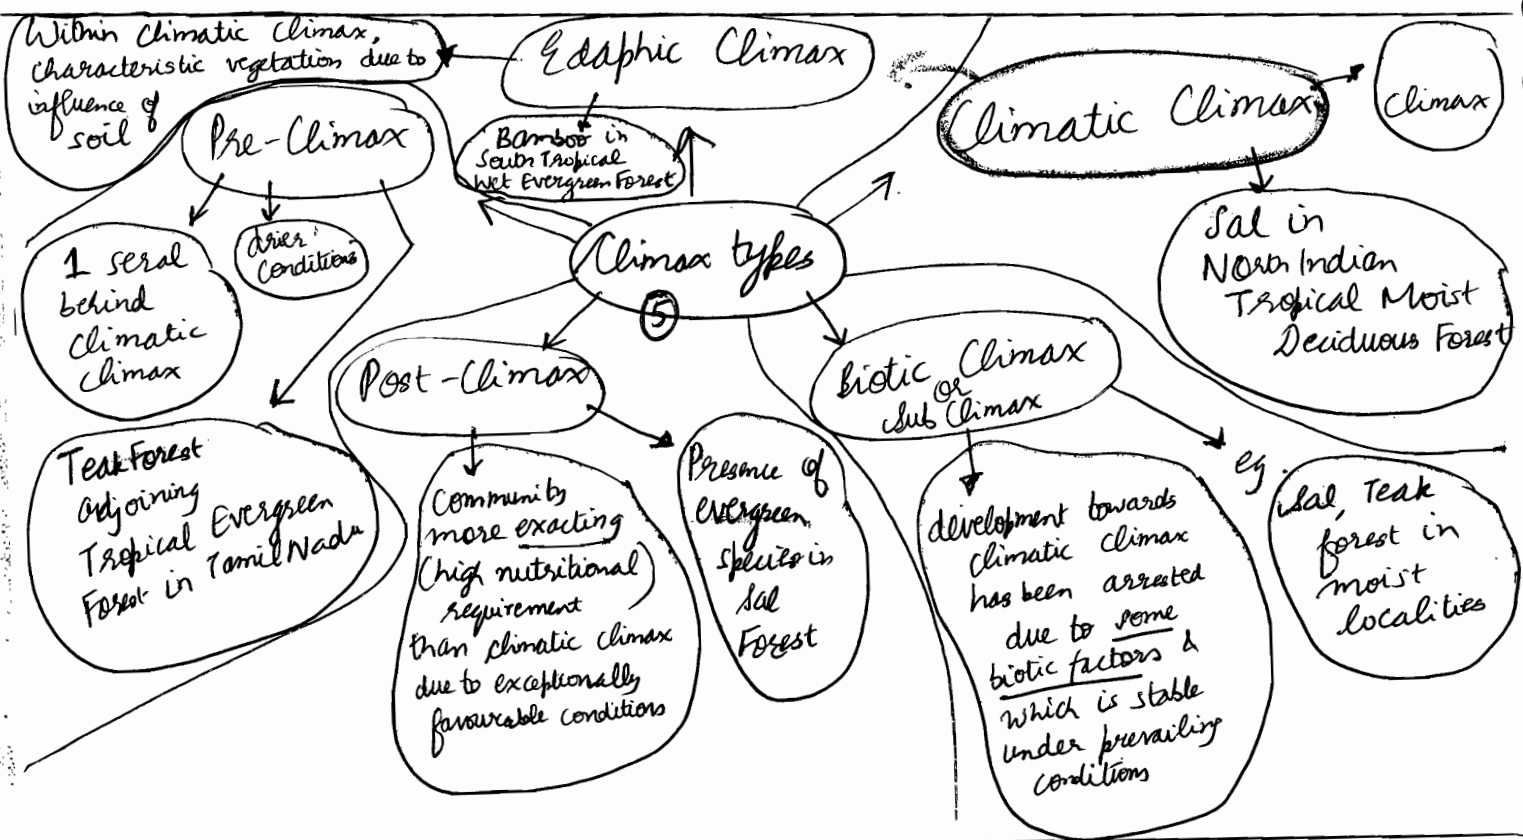 Within Climatic Climax,
characteristic vegetation due to
influence of
soil
Edaphic Climax
Bamboo in
South Tropical
Wet Evergreen Forest
Climatic Climax
Climax
Sal in
North Indian
Tropical Moist
Deciduous Forest
Pre-Climax
1 seral
behind
climatic
climax
drier
conditions
Teak Forest
adjoining
Tropical Evergreen
Forest in Tamil Nadu
Climax types
5
Post-Climax
Community
more exacting
(high nutritional)
requirement
than climatic climax
due to exceptionally
favourable conditions
Presence of
evergreen
species in
Sal
Forest
Biotic Climax
or
Sub Climax
development towards
climatic climax
has been arrested
due to some
biotic factors &
which is stable
under prevailing
conditions
eg.
Sal, Teak
forest in
moist
localities